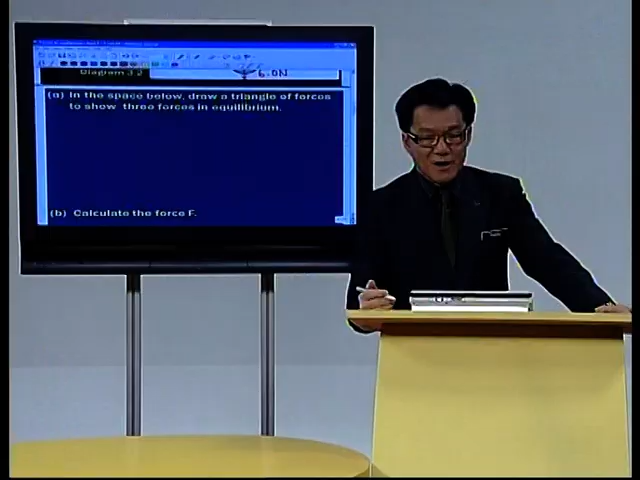 Diagram 3.2
6.0N
(a) In the space below, draw a triangle of forces
to show three forces in equilibrium.
(b) Calculate the force F.